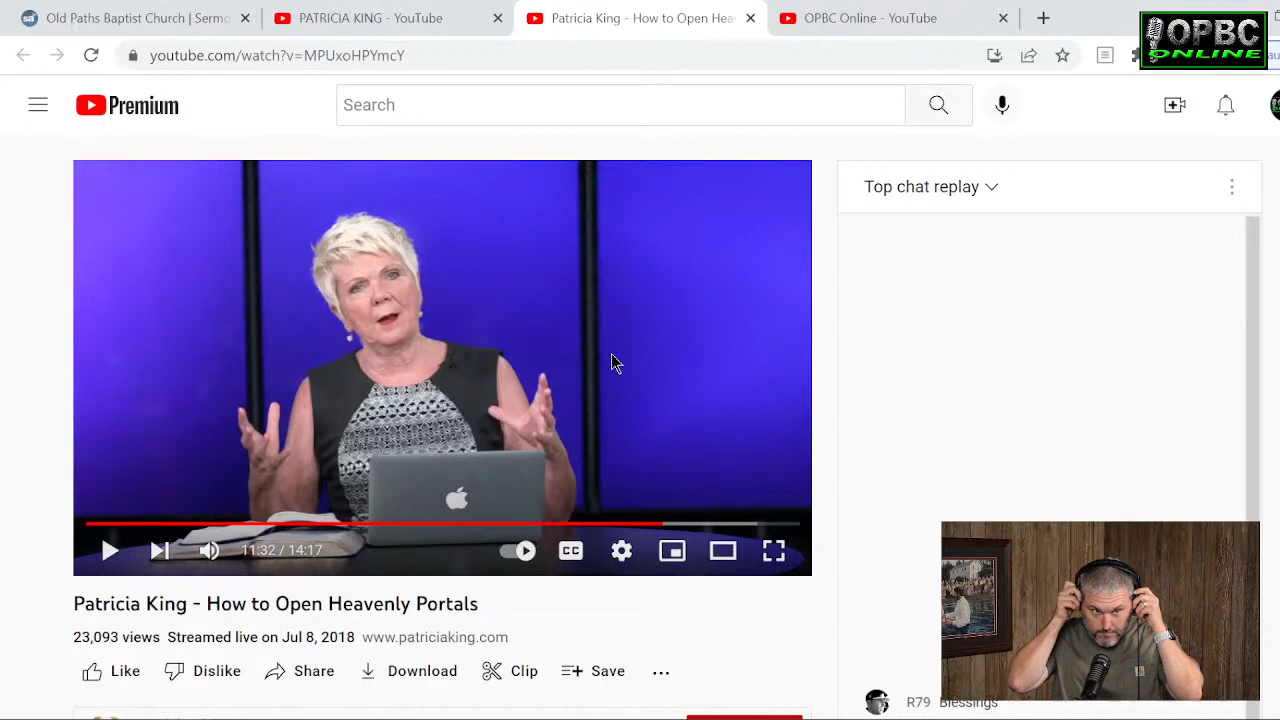 Old Paths Baptist Church | Sermo
PATRICIA KING - YouTube
Patricia King - How to Open Hea
OPBC Online - YouTube
OPBC
ONLINE
youtube.com/watch?v=MPUxoHPYmcY
Premium
Search
Top chat replay
11:32 / 14:17
CC
Patricia King - How to Open Heavenly Portals
23,093 views Streamed live on Jul 8, 2018 www.patriciaking.com
Like
Dislike
Share
Download
Clip
Save
R79 Blessings